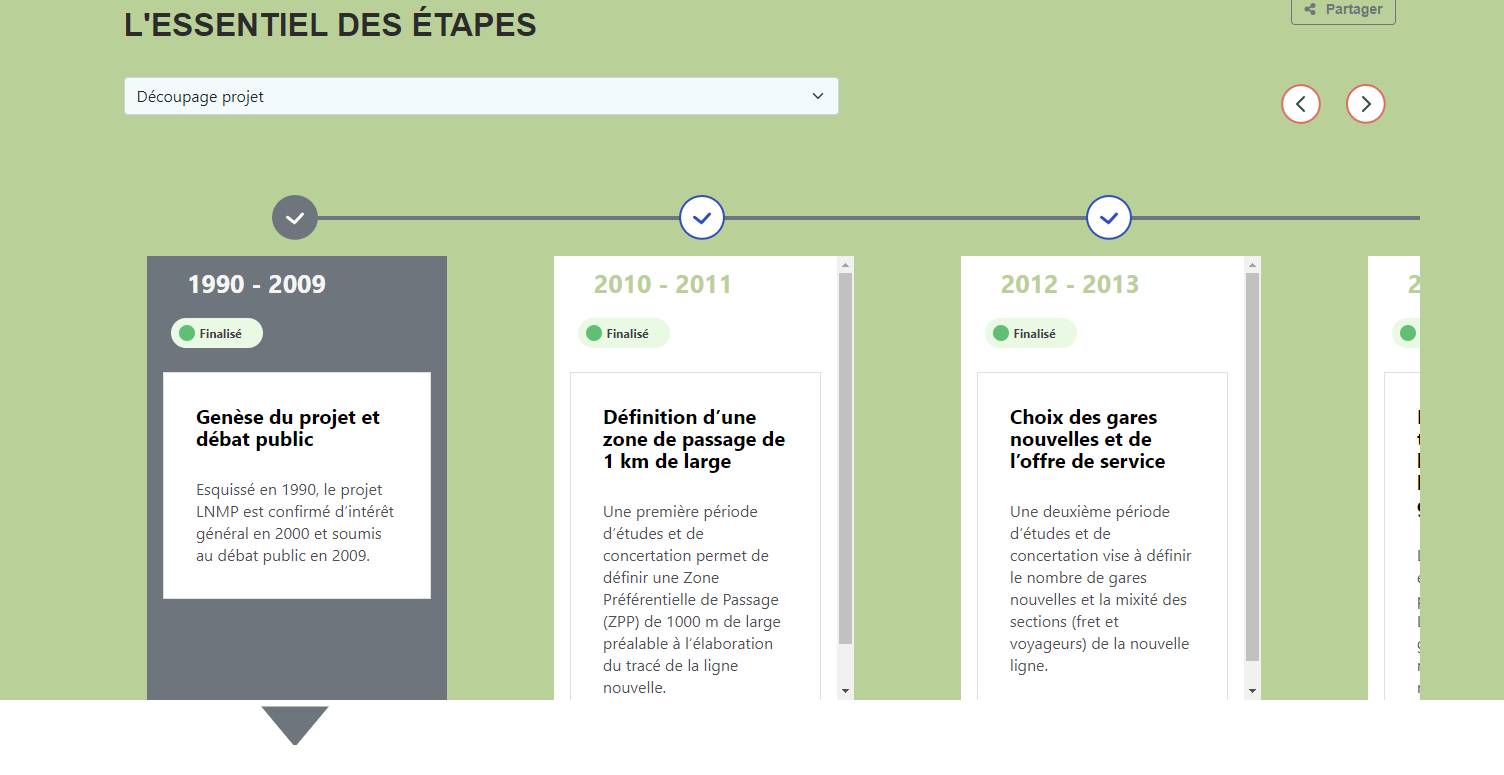 L'ESSENTIEL DES ÉTAPES
Partager
Découpage projet
1990 - 2009
Finalisé
Genèse du projet et
débat public
Esquissé en 1990, le projet
LNMP est confirmé d’intérêt
général en 2000 et soumis
au débat public en 2009.
2010 - 2011
Finalisé
Définition d’une
zone de passage de
1 km de large
Une première période
d’études et de
concertation permet de
définir une Zone
Préférentielle de Passage
(ZPP) de 1000 m de large
préalable à l’élaboration
du tracé de la ligne
nouvelle.
2012 - 2013
Finalisé
Choix des gares
nouvelles et de
l’offre de service
Une deuxième période
d’études et de
concertation vise à définir
le nombre de gares
nouvelles et la mixité des
sections (fret et
voyageurs) de la nouvelle
ligne.